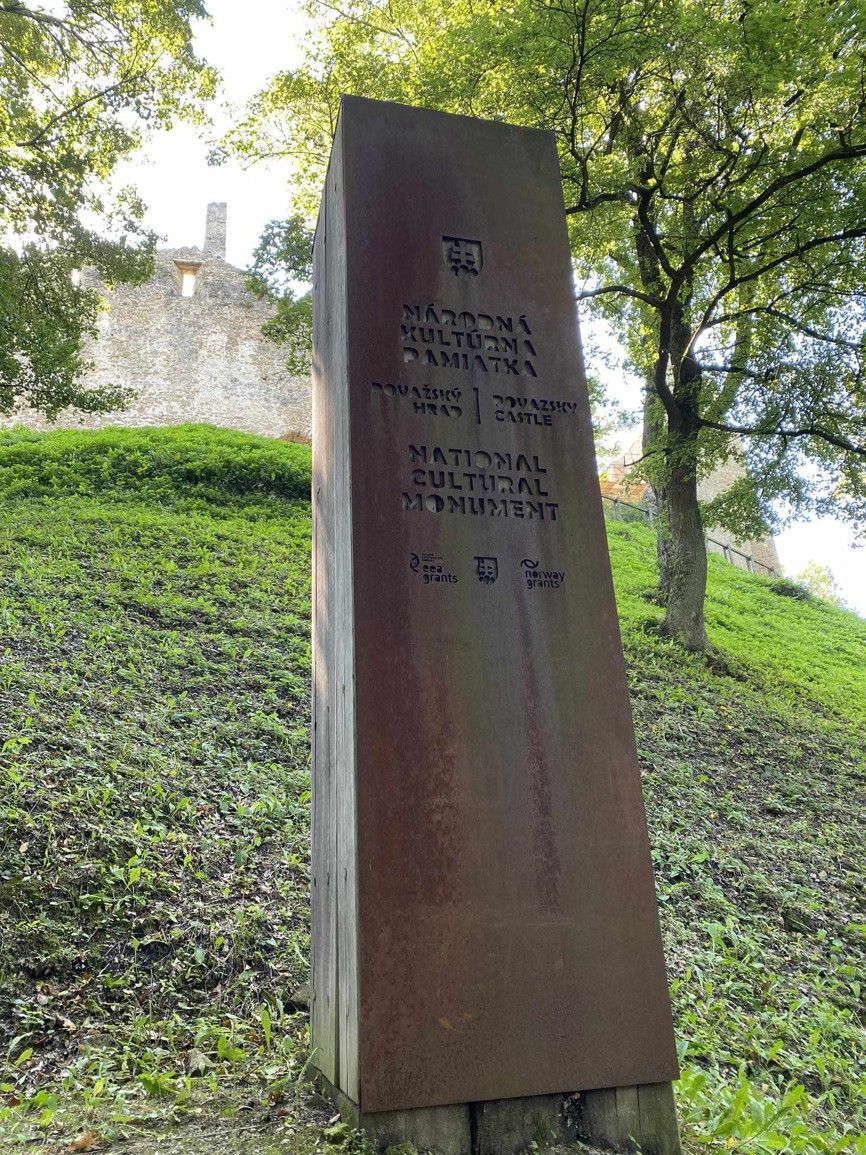 NÁRODNÁ
KULTÚRNA
PAMIATKA
POVAŽSKÝ
HRAD
POVAZSKY
CASTLE
NATIONAL
CULTURAL
MONUMENT
eea
grants
norway
grants